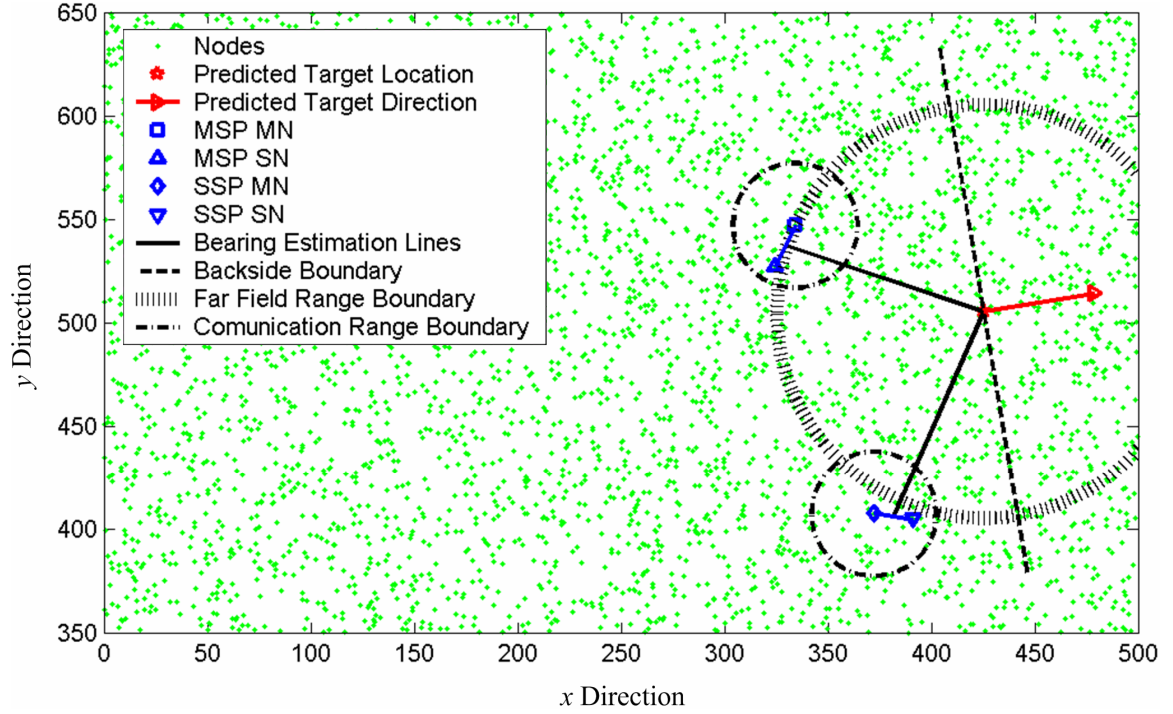 650
600
550
500
450
400
350
y Direction
Nodes
Predicted Target Location
Predicted Target Direction
MSP MN
MSP SN
SSP MN
SSP SN
Bearing Estimation Lines
Backside Boundary
Far Field Range Boundary
Comunication Range Boundary
0 50 100 150 200 250 300 350 400 450 500
x Direction